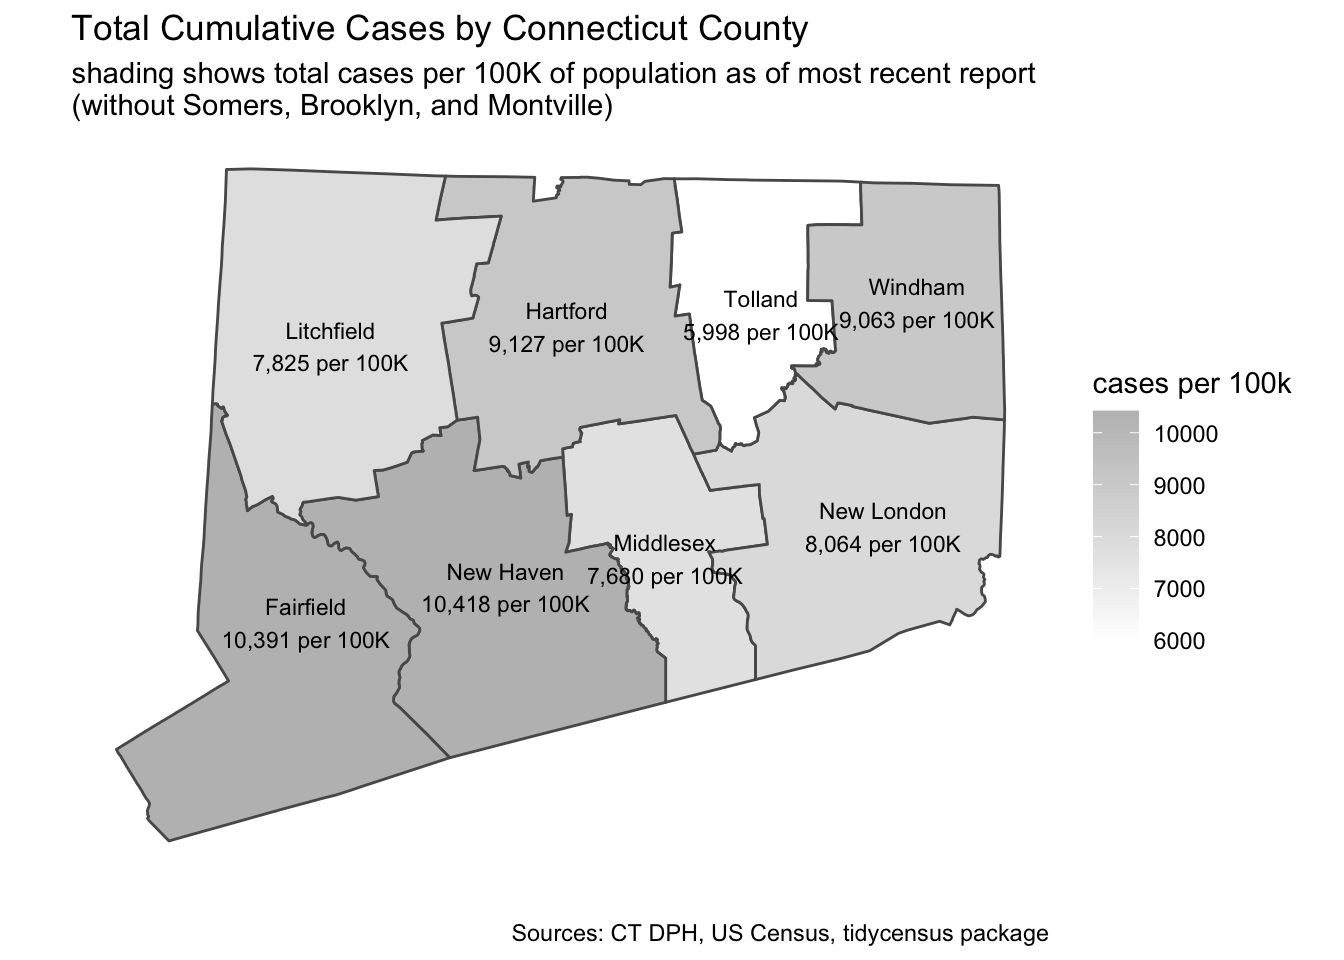 Total Cumulative Cases by Connecticut County
shading shows total cases per 100K of population as of most recent report
(without Somers, Brooklyn, and Montville)
Litchfield
7,825 per 100K
Hartford
9,127 per 100K
Tolland
5,998 per 100K
Windham
9,063 per 100K
New London
8,064 per 100K
Middlesex
7,680 per 100K
New Haven
10,418 per 100K
Fairfield
10,391 per 100K
cases per 100k
10000
9000
8000
7000
6000
Sources: CT DPH, US Census, tidycensus package